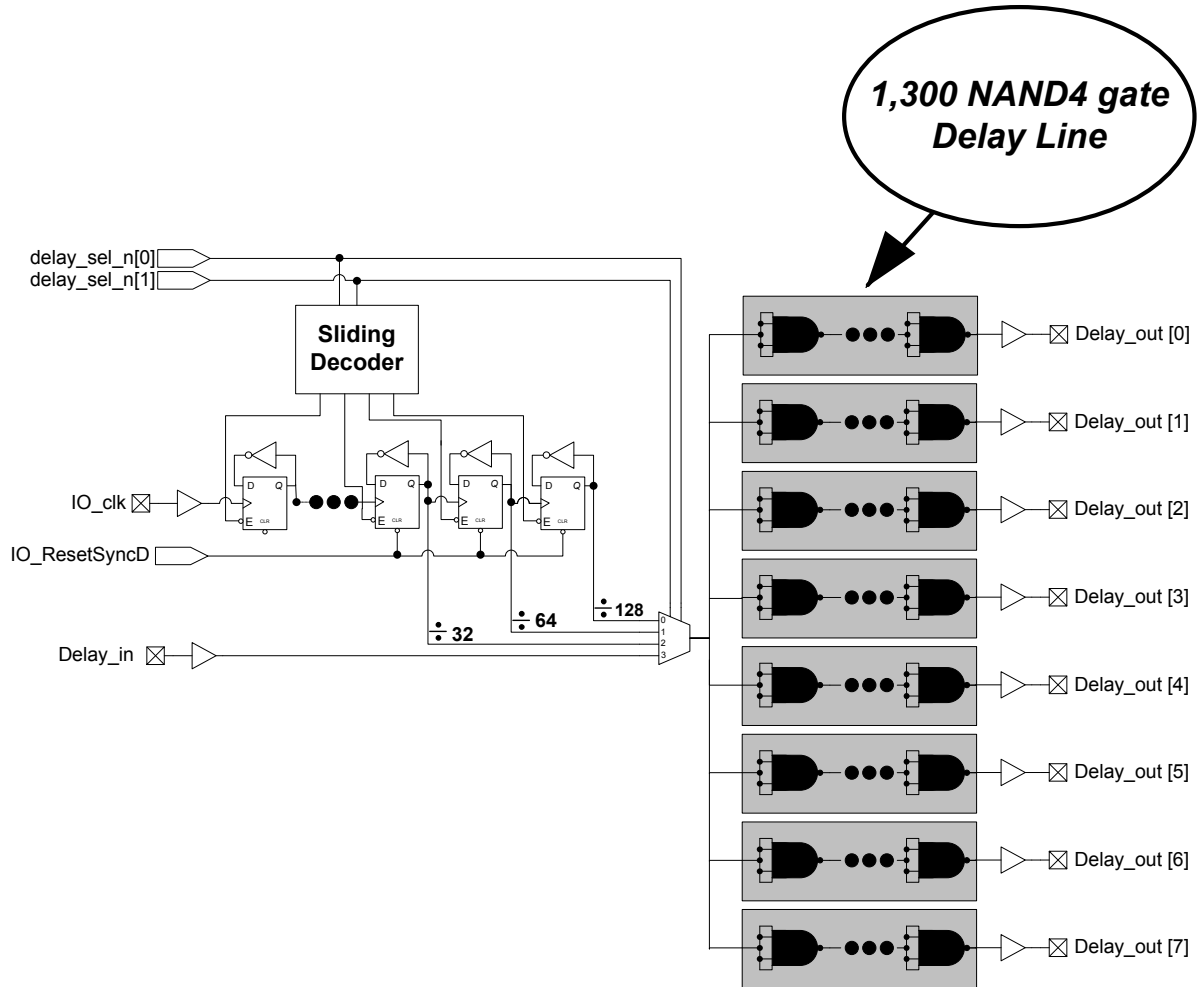 1,300 NAND4 gate
Delay Line
delay_sel_n[0]
delay_sel_n[1]
Sliding
Decoder
D Q
E CLR
D Q
E CLR
D Q
E CLR
D Q
E CLR
IO_clk
IO_ResetSyncD
÷ 32
÷ 64
÷ 128
0
1
2
3
Delay_in
Delay_out [0]
Delay_out [1]
Delay_out [2]
Delay_out [3]
Delay_out [4]
Delay_out [5]
Delay_out [6]
Delay_out [7]